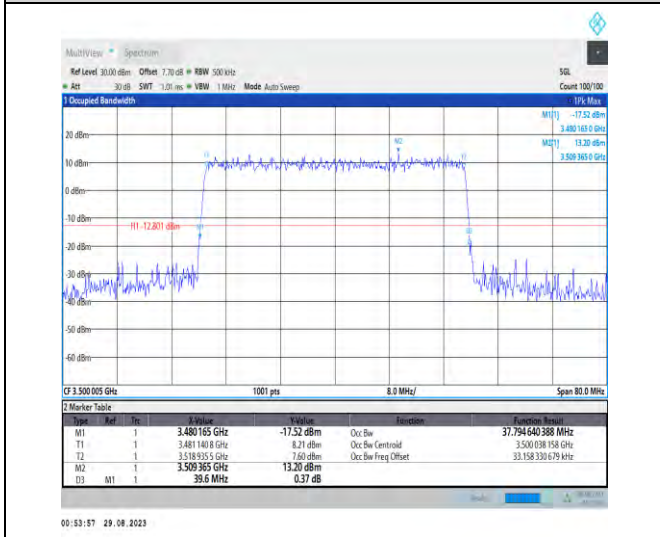 MultiView Spectrum
Ref Level 30.00 dBm Offset 7.70 dB RBW 500 kHz SGL
Att 30 dB SWT 1.01 ms VBW 1 MHz Mode Auto Sweep Count 100/100
1 Occupied Bandwidth 1Pk Max
M1[1] -17.52 dBm
3.480 165 0 GHz
M2[1] 13.20 dBm
3.509 365 0 GHz
20 dBm
M2
10 dBm
0 dBm
-10 dBm
H1 -12.801 dBm
M1
-20 dBm
-30 dBm
-40 dBm
-50 dBm
-60 dBm
CF 3.500 005 GHz 1001 pts 8.0 MHz/ Span 80.0 MHz
2 Marker Table
Type Ref Trc X-Value Y-Value Function Function Result
M1 1 3.480 165 GHz -17.52 dBm Occ Bw 37.794 640 388 MHz
T1 1 3.481 140 8 GHz 8.21 dBm Occ Bw Centroid 3.500 038 158 GHz
T2 1 3.518 935 5 GHz 7.60 dBm Occ Bw Freq Offset 33.158 330 679 kHz
M2 1 3.509 365 GHz 13.20 dBm
D3 M1 1 39.6 MHz 0.37 dB
00:53:57 29.08.2023